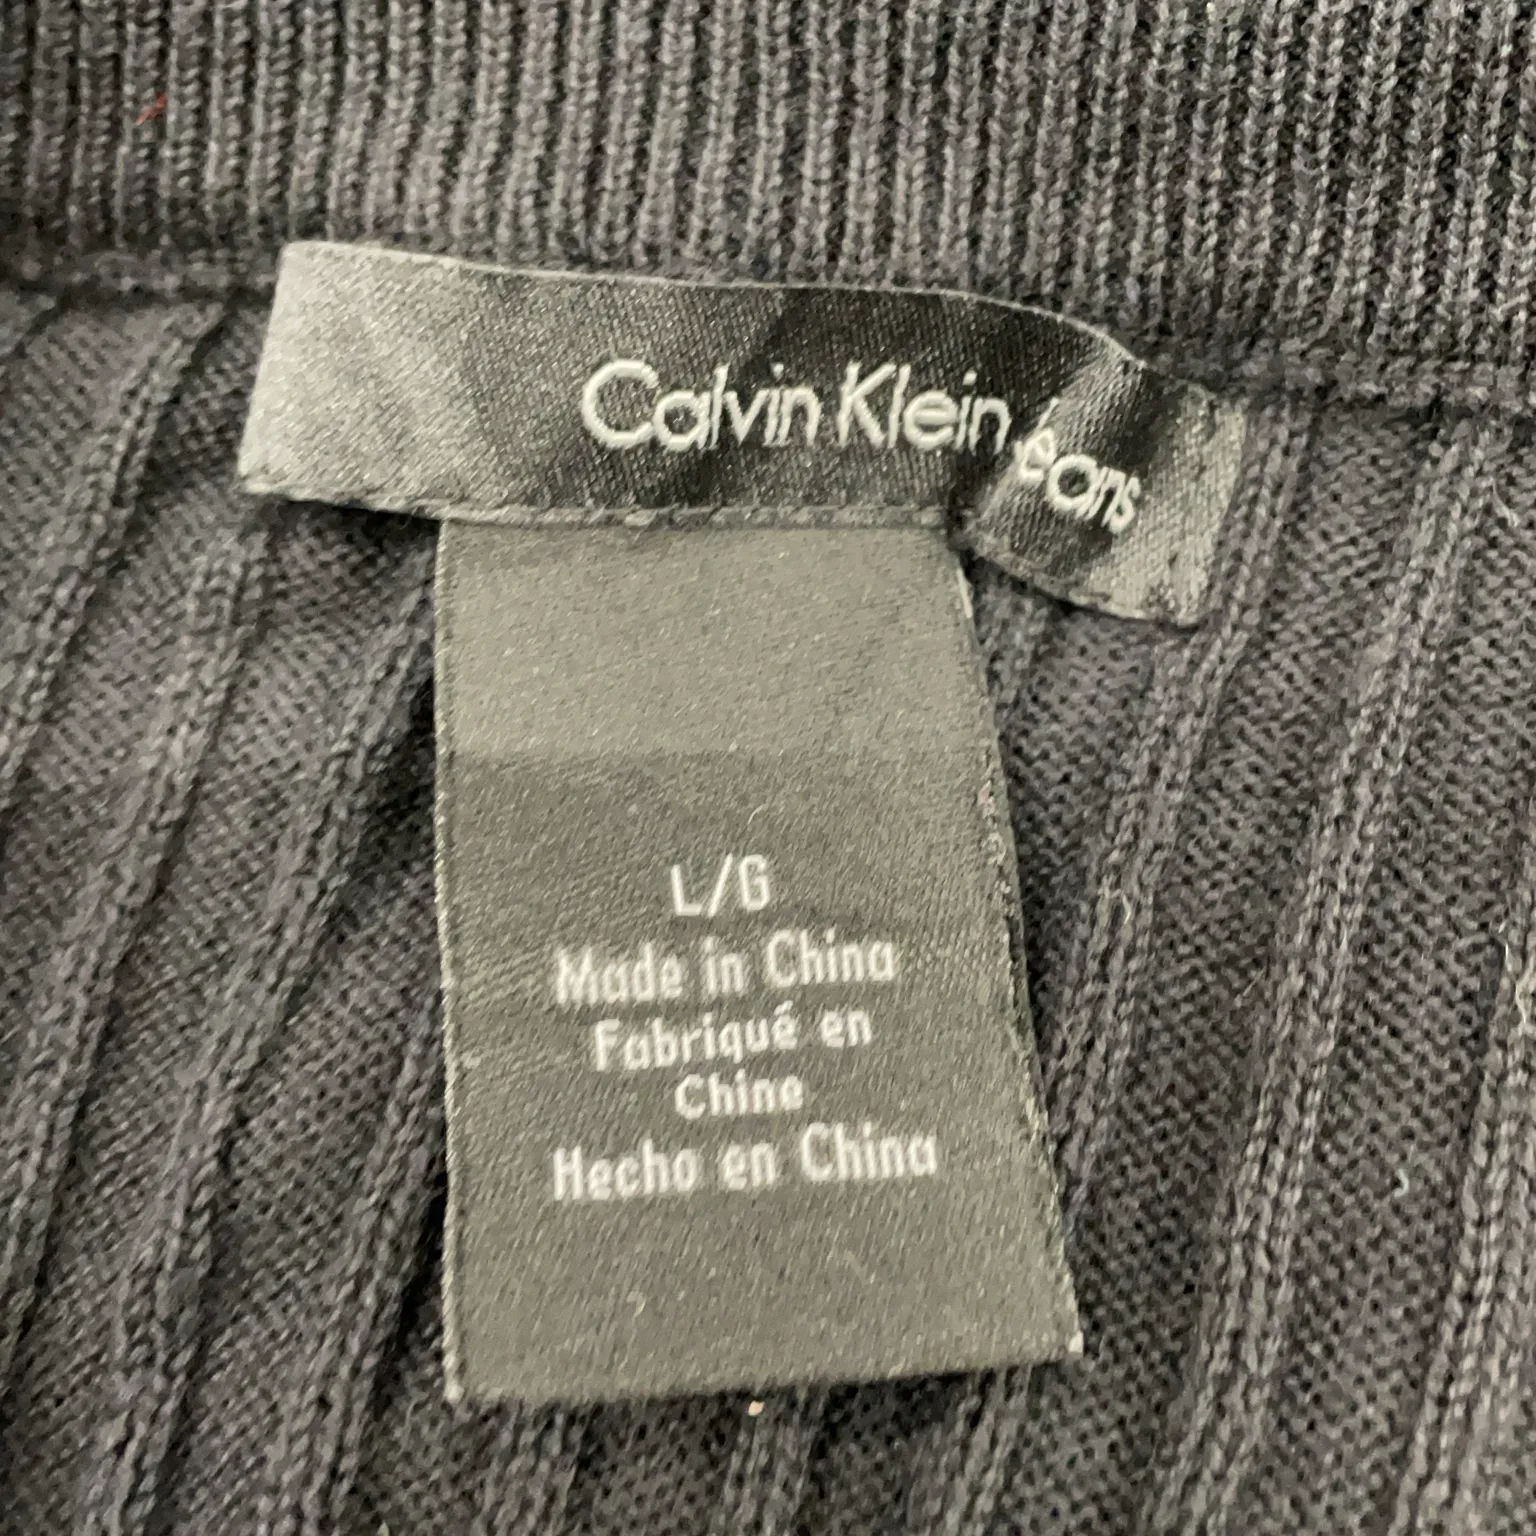 Calvin Klein Jeans
L/G
Made in China
Fabriqué en
Chine
Hecho en China